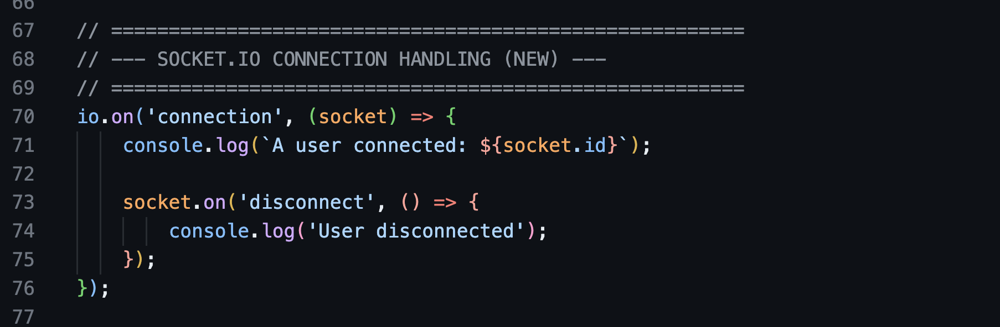 66
67 // =======================================================
68 // --- SOCKET.IO CONNECTION HANDLING (NEW) ---
69 // =======================================================
70 io.on('connection', (socket) => {
71     console.log(`A user connected: ${socket.id}`);
72
73     socket.on('disconnect', () => {
74         console.log('User disconnected');
75     });
76 });
77